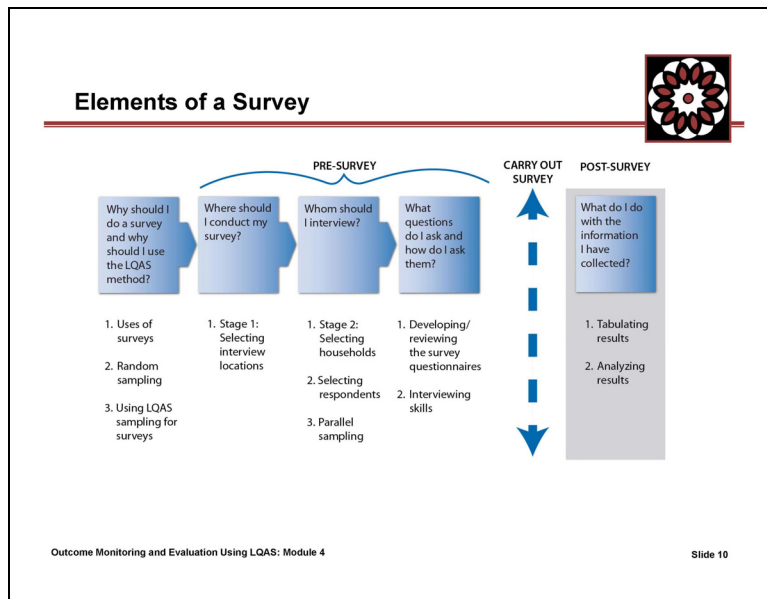 Elements of a Survey
PRE-SURVEY
CARRY OUT
SURVEY
POST-SURVEY
Why should I
do a survey
and why
should I use
the LQAS
method?
Where should
I conduct my
survey?
Whom should
I interview?
What
questions
do I ask and
how do I ask
them?
What do I do
with the
information
I have
collected?
1. Uses of
surveys
2. Random
sampling
3. Using LQAS
sampling for
surveys
1. Stage 1:
Selecting
interview
locations
1. Stage 2:
Selecting
households
2. Selecting
respondents
3. Parallel
sampling
1. Developing/
reviewing
the survey
questionnaires
2. Interviewing
skills
1. Tabulating
results
2. Analyzing
results
Outcome Monitoring and Evaluation Using LQAS: Module 4
Slide 10